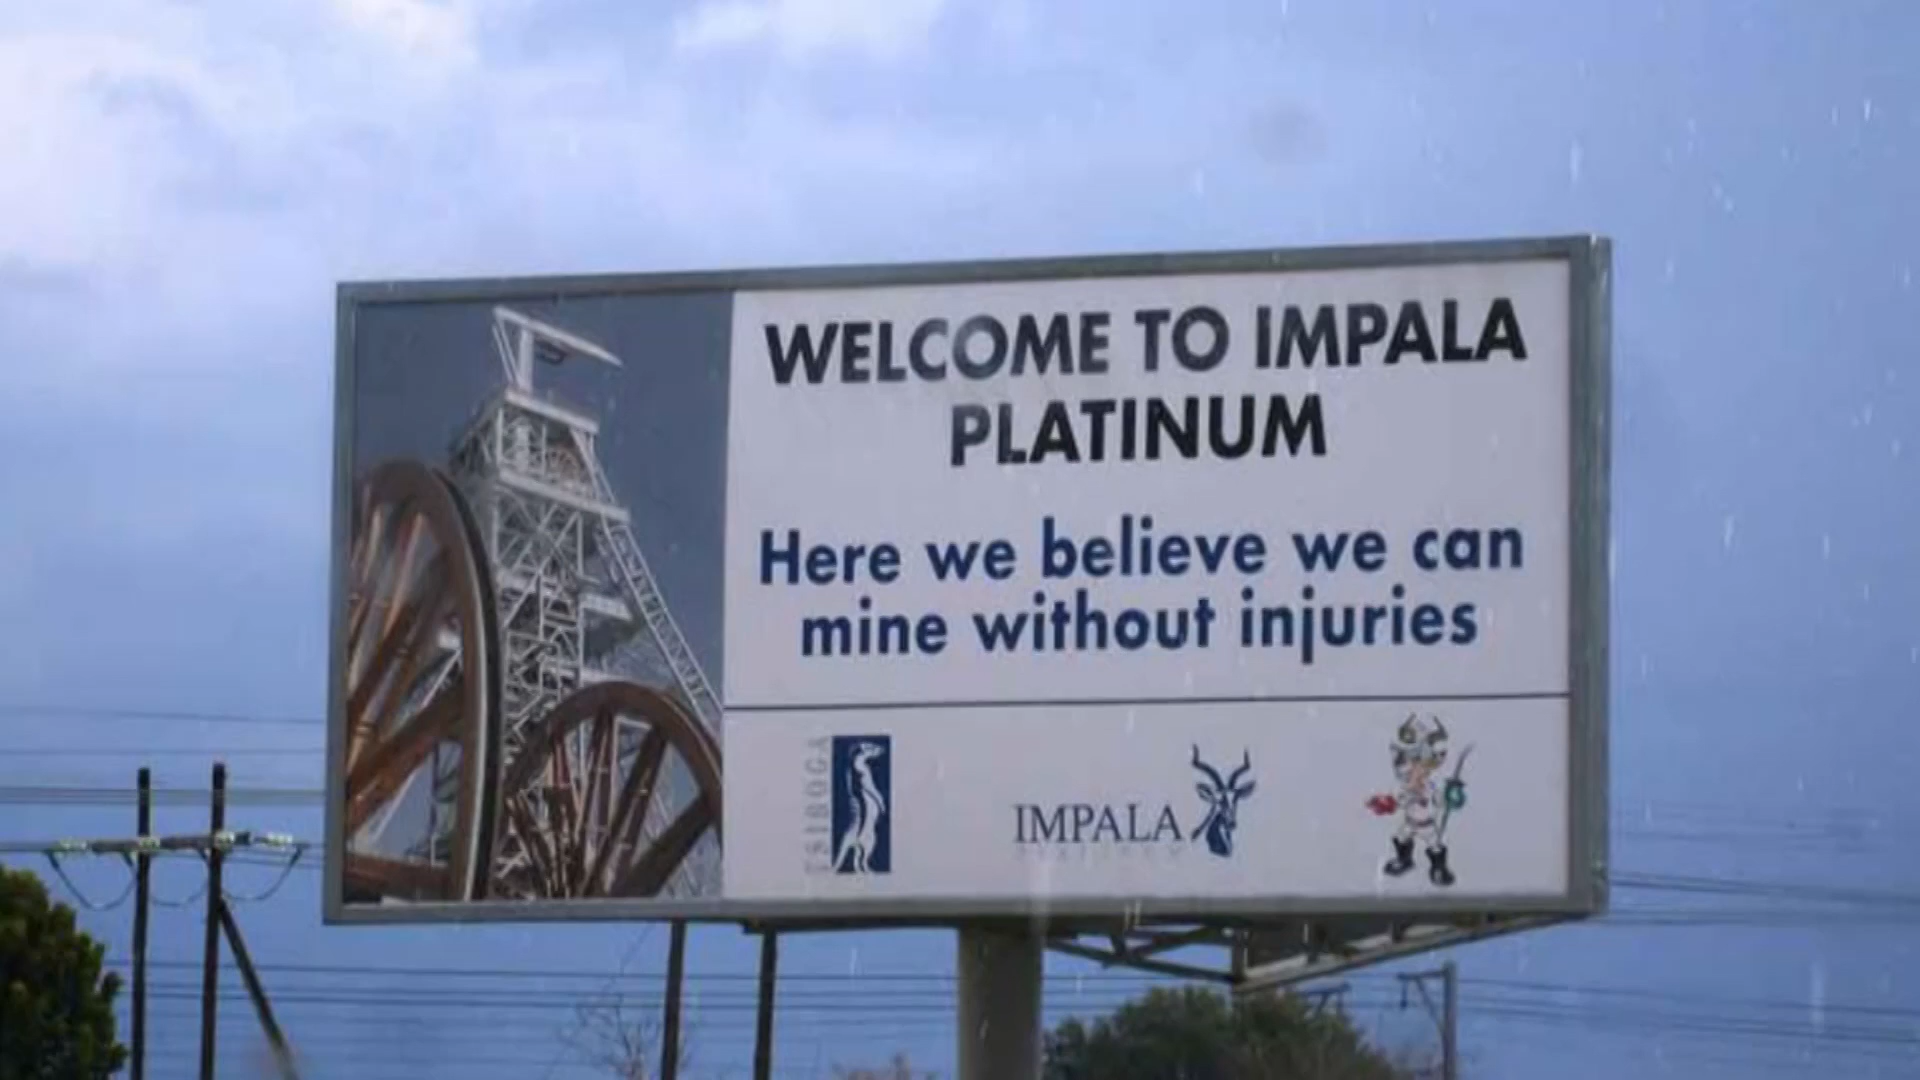 WELCOME TO IMPALA
PLATINUM
Here we believe we can
mine without injuries
TSIBOGA
IMPALA